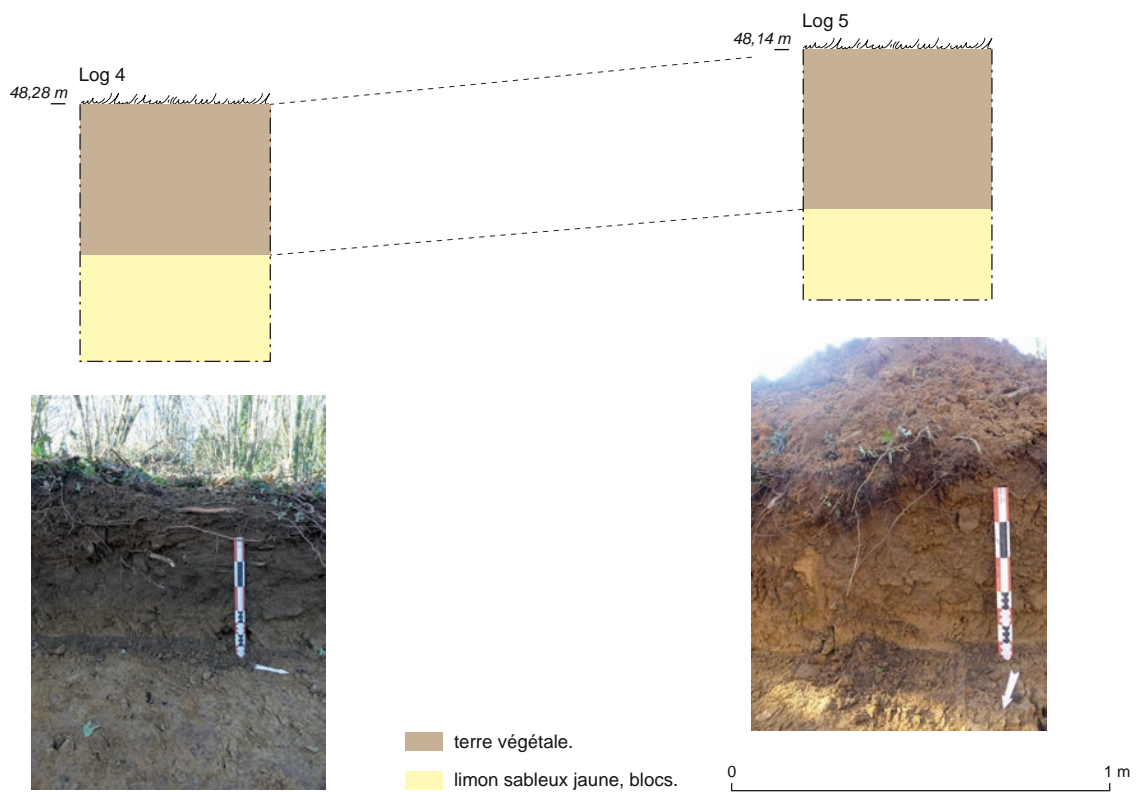 Log 5
48,14 m
Log 4
48,28 m
terre végétale.
limon sableux jaune, blocs.
0 1 m